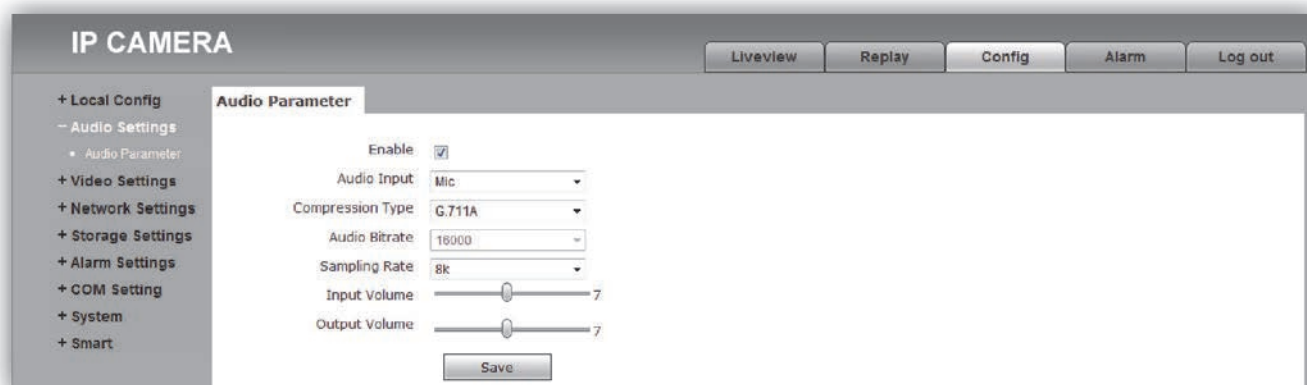 IP CAMERA
Liveview
Replay
Config
Alarm
Log out
+ Local Config
− Audio Settings
• Audio Parameter
+ Video Settings
+ Network Settings
+ Storage Settings
+ Alarm Settings
+ COM Setting
+ System
+ Smart
Audio Parameter
Enable
Audio Input Mic
Compression Type G.711A
Audio Bitrate 16000
Sampling Rate 8k
Input Volume 7
Output Volume 7
Save